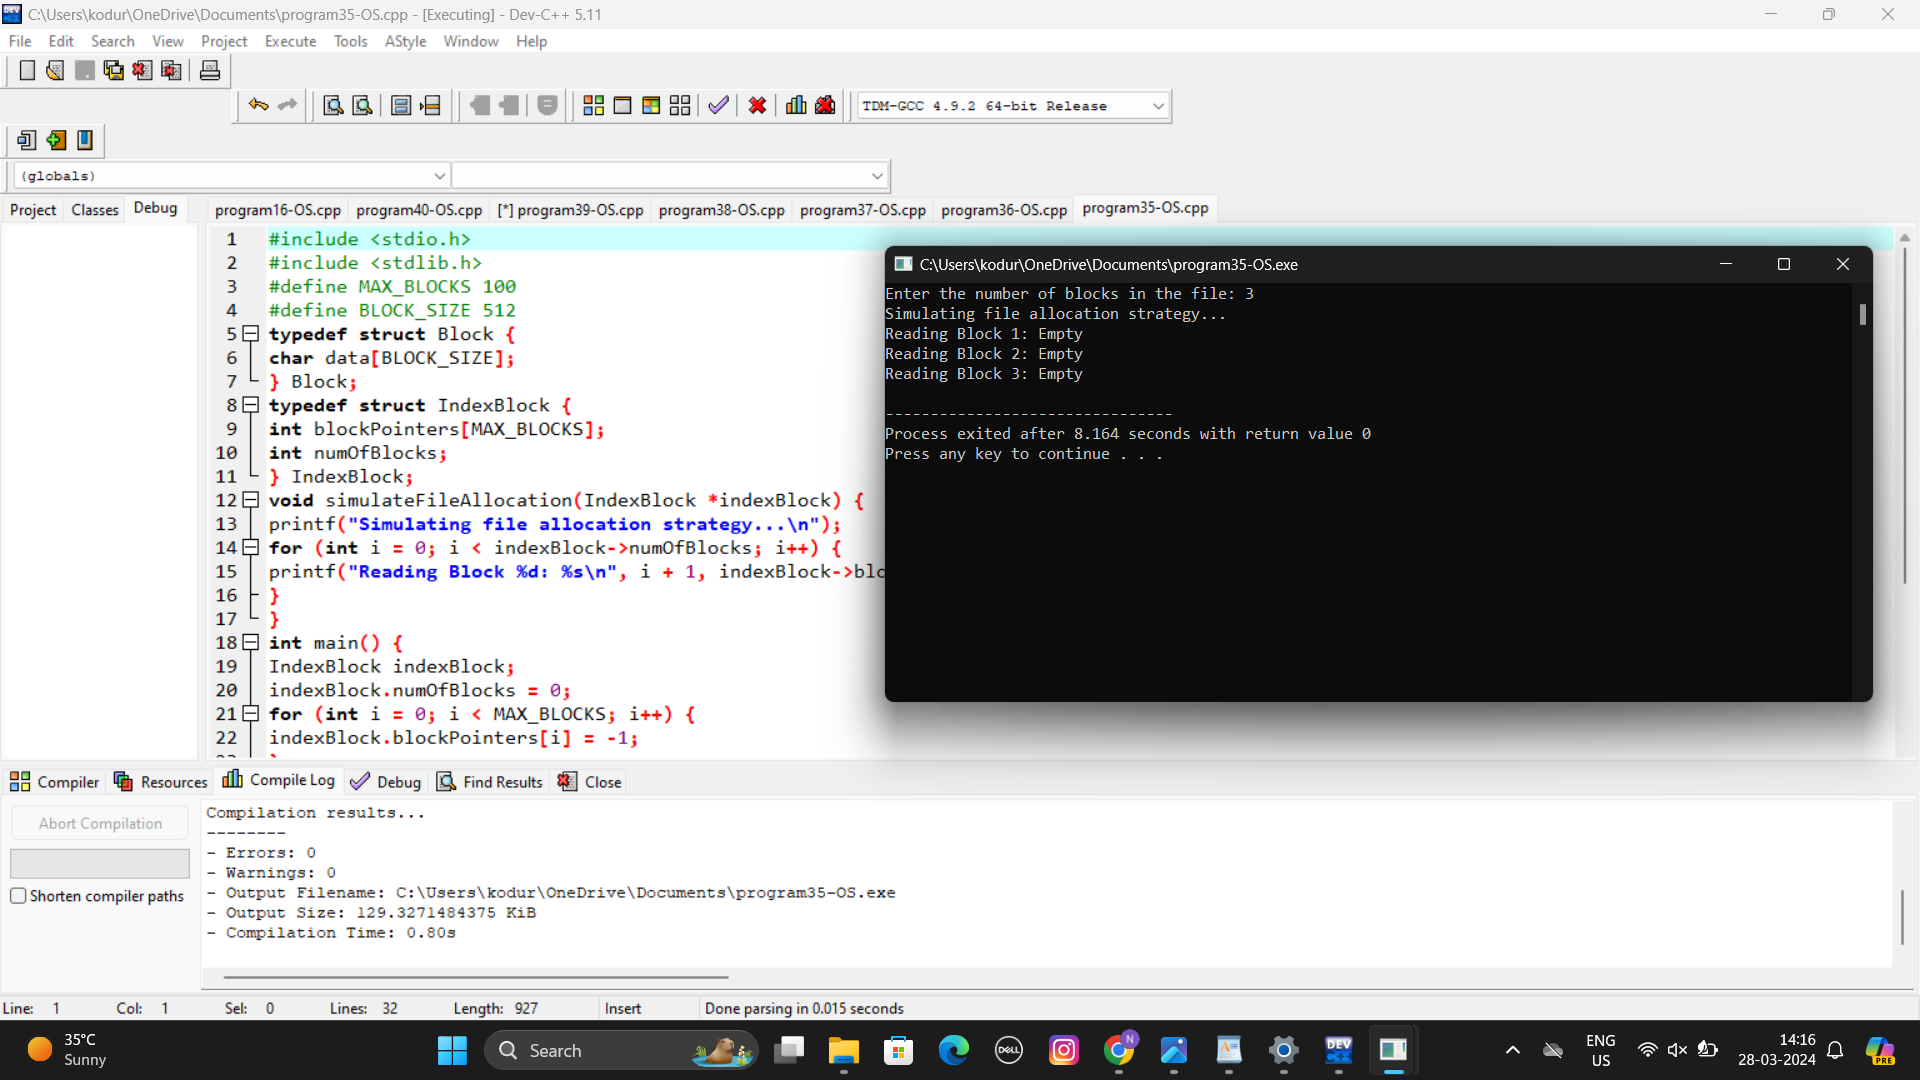 C:\Users\kodur\OneDrive\Documents\program35-OS.cpp - [Executing] - Dev-C++ 5.11
File Edit Search View Project Execute Tools AStyle Window Help
TDM-GCC 4.9.2 64-bit Release
(globals)
Project Classes Debug
program16-OS.cpp program40-OS.cpp [*] program39-OS.cpp program38-OS.cpp program37-OS.cpp program36-OS.cpp program35-OS.cpp
1 #include <stdio.h>
2 #include <stdlib.h>
3 #define MAX_BLOCKS 100
4 #define BLOCK_SIZE 512
5 typedef struct Block {
6 char data[BLOCK_SIZE];
7 } Block;
8 typedef struct IndexBlock {
9 int blockPointers[MAX_BLOCKS];
10 int numOfBlocks;
11 } IndexBlock;
12 void simulateFileAllocation(IndexBlock *indexBlock) {
13 printf("Simulating file allocation strategy...\n");
14 for (int i = 0; i < indexBlock->numOfBlocks; i++) {
15 printf("Reading Block %d: %s\n", i + 1, indexBlock->blo
16 }
17 }
18 int main() {
19 IndexBlock indexBlock;
20 indexBlock.numOfBlocks = 0;
21 for (int i = 0; i < MAX_BLOCKS; i++) {
22 indexBlock.blockPointers[i] = -1;
C:\Users\kodur\OneDrive\Documents\program35-OS.exe
Enter the number of blocks in the file: 3
Simulating file allocation strategy...
Reading Block 1: Empty
Reading Block 2: Empty
Reading Block 3: Empty
--------------------------------
Process exited after 8.164 seconds with return value 0
Press any key to continue . . .
Compiler Resources Compile Log Debug Find Results Close
Abort Compilation
Shorten compiler paths
Compilation results...
--------
- Errors: 0
- Warnings: 0
- Output Filename: C:\Users\kodur\OneDrive\Documents\program35-OS.exe
- Output Size: 129.3271484375 KiB
- Compilation Time: 0.80s
Line: 1 Col: 1 Sel: 0 Lines: 32 Length: 927 Insert Done parsing in 0.015 seconds
35°C
Sunny
Search
DELL
N
DEV
ENG
US
14:16
28-03-2024
PRE